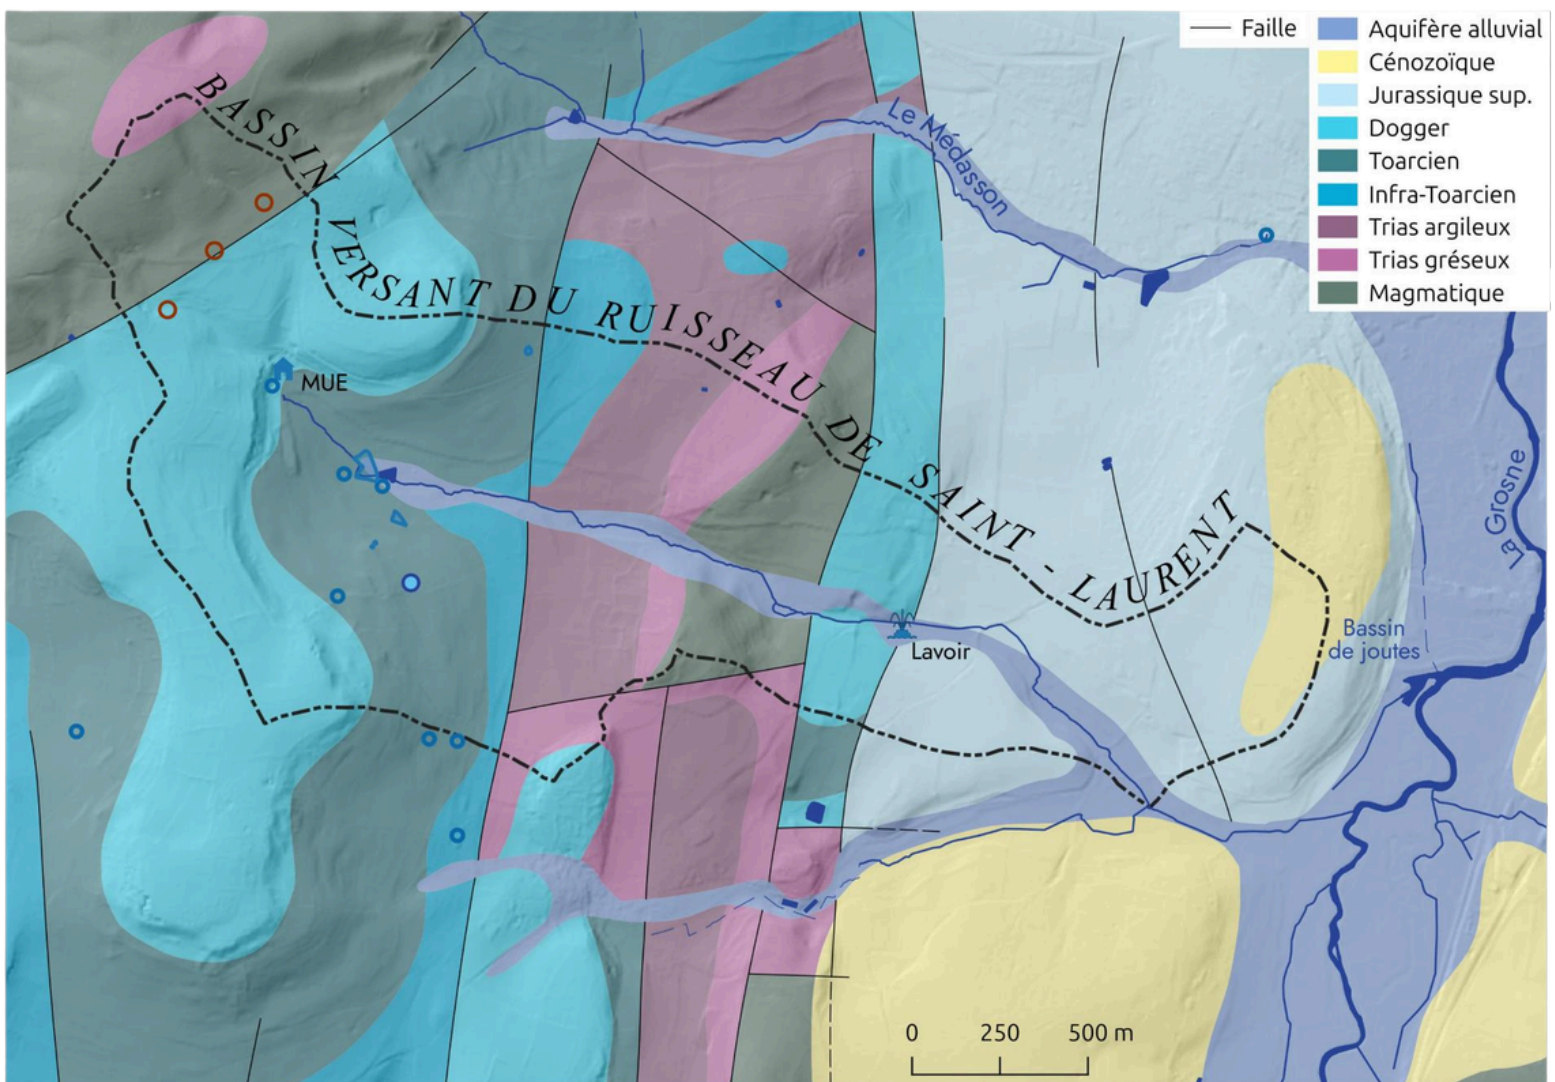 Faille
Aquifère alluvial
Cénozoïque
Jurassique sup.
Dogger
Toarcien
Infra-Toarcien
Trias argileux
Trias gréseux
Magmatique
BASSIN VERSANT DU RUISSEAU DE SAINT - LAURENT
Le Médasson
MUE
La Grosne
Bassin
de joutes
Lavoir
0 250 500 m